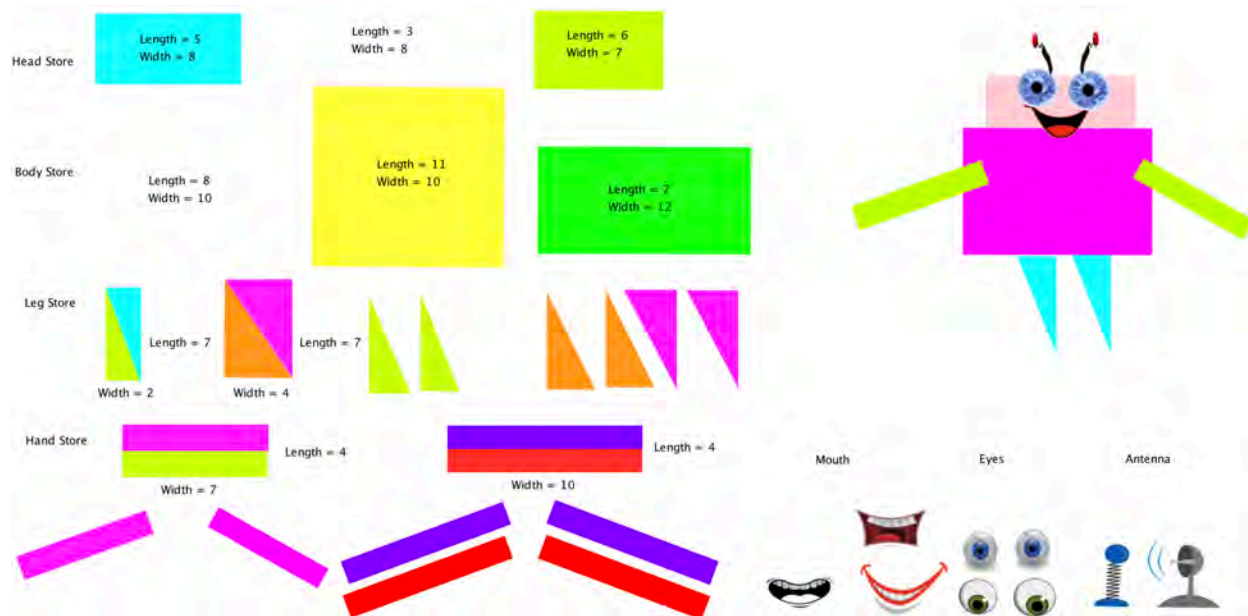 Head Store
Length = 5
Width = 8
Length = 3
Width = 8
Length = 6
Width = 7
Body Store
Length = 8
Width = 10
Length = 11
Width = 10
Length = 7
Width = 12
Leg Store
Length = 7
Width = 2
Length = 7
Width = 4
Hand Store
Length = 4
Width = 7
Length = 4
Width = 10
Mouth
Eyes
Antenna